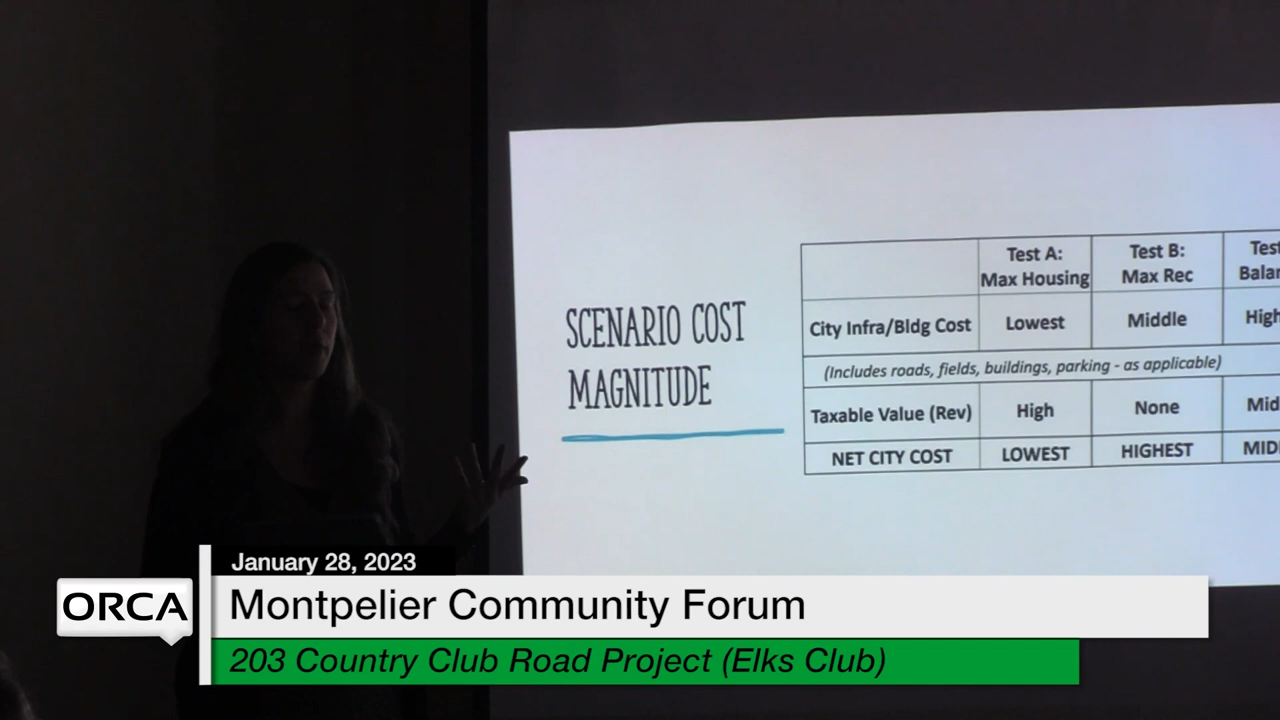 SCENARIO COST
MAGNITUDE
Test A:
Max Housing
Test B:
Max Rec
City Infra/Bldg Cost
Lowest
Middle
High
(Includes roads, fields, buildings, parking - as applicable)
Taxable Value (Rev)
High
None
Mid
NET CITY COST
LOWEST
HIGHEST
January 28, 2023
ORCA
Montpelier Community Forum
203 Country Club Road Project (Elks Club)